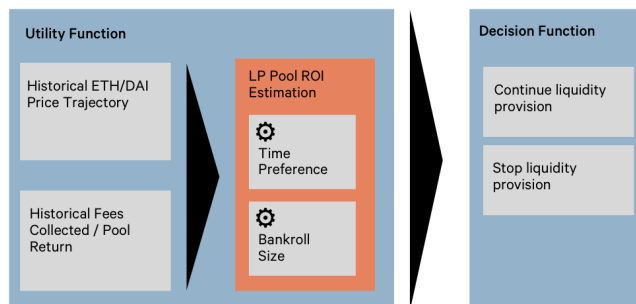 Utility Function
Historical ETH/DAI
Price Trajectory
Historical Fees
Collected / Pool
Return
LP Pool ROI
Estimation
Time
Preference
Bankroll
Size
Decision Function
Continue liquidity
provision
Stop liquidity
provision